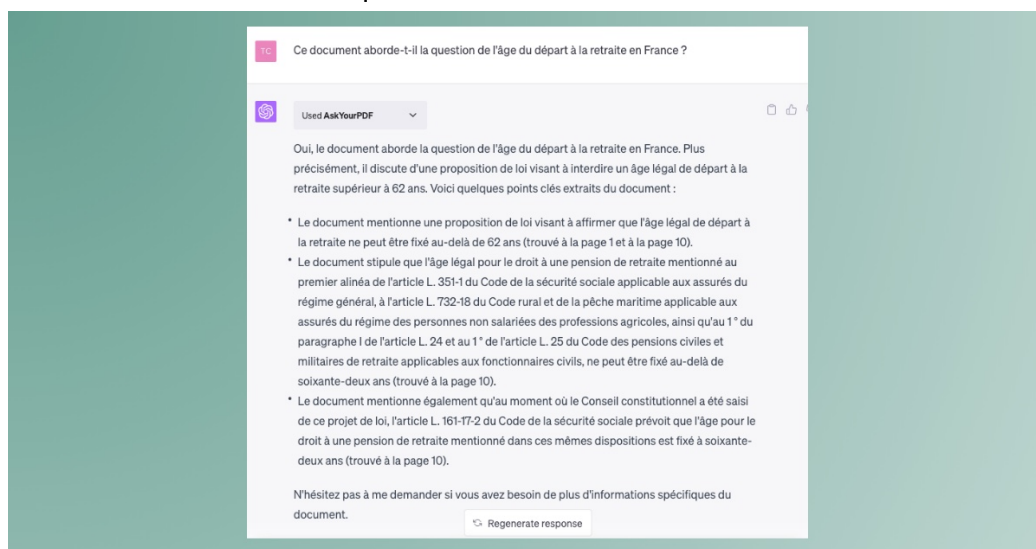 TC
Ce document aborde-t-il la question de l'âge du départ à la retraite en France ?
Used AskYourPDF
Oui, le document aborde la question de l'âge du départ à la retraite en France. Plus
précisément, il discute d'une proposition de loi visant à interdire un âge légal de départ à la
retraite supérieur à 62 ans. Voici quelques points clés extraits du document :
• Le document mentionne une proposition de loi visant à affirmer que l'âge légal de départ à
la retraite ne peut être fixé au-delà de 62 ans (trouvé à la page 1 et à la page 10).
• Le document stipule que l'âge légal pour le droit à une pension de retraite mentionné au
premier alinéa de l'article L. 351-1 du Code de la sécurité sociale applicable aux assurés du
régime général, à l'article L. 732-18 du Code rural et de la pêche maritime applicable aux
assurés du régime des personnes non salariées des professions agricoles, ainsi qu'au 1° du
paragraphe I de l'article L. 24 et au 1° de l'article L. 25 du Code des pensions civiles et
militaires de retraite applicables aux fonctionnaires civils, ne peut être fixé au-delà de
soixante-deux ans (trouvé à la page 10).
• Le document mentionne également qu'au moment où le Conseil constitutionnel a été saisi
de ce projet de loi, l'article L. 161-17-2 du Code de la sécurité sociale prévoit que l'âge pour le
droit à une pension de retraite mentionné dans ces mêmes dispositions est fixé à soixante-
deux ans (trouvé à la page 10).
N'hésitez pas à me demander si vous avez besoin de plus d'informations spécifiques du
document.
Regenerate response